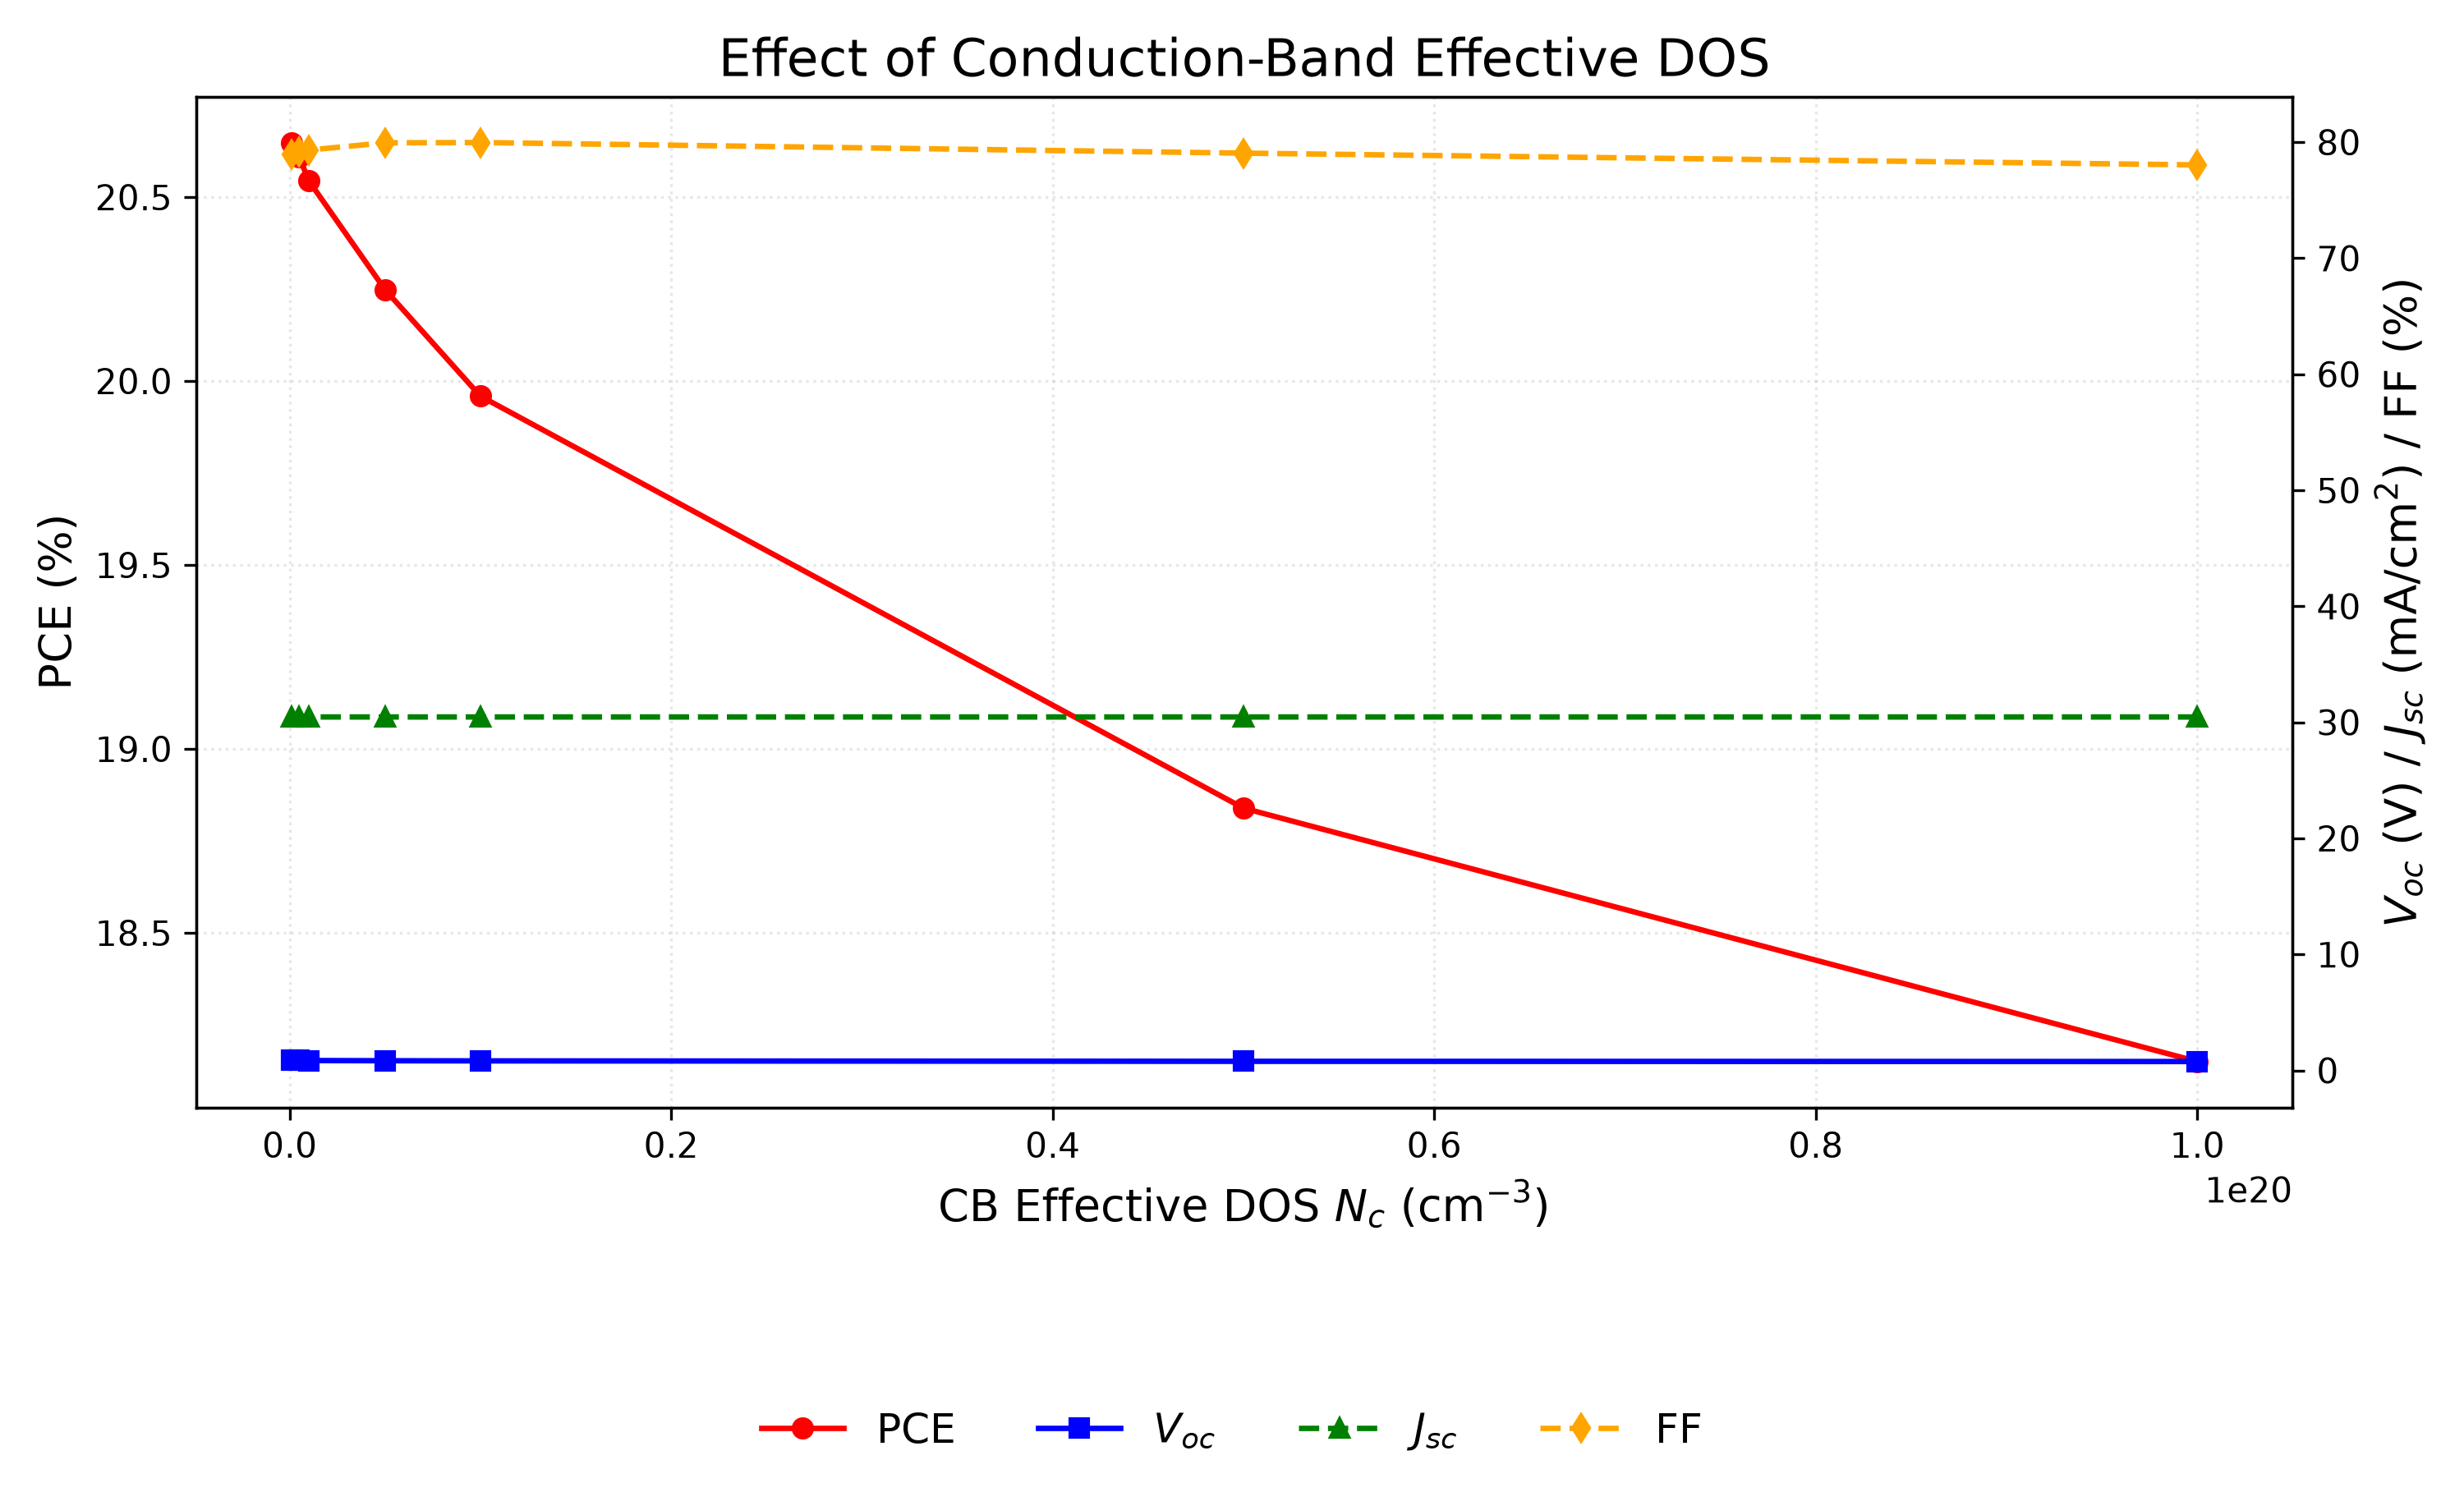 Effect of Conduction-Band Effective DOS
PCE (%)
20.5
20.0
19.5
19.0
18.5
80
70
60
50
40
30
20
10
0
V_oc (V) / J_sc (mA/cm²) / FF (%)
0.0 0.2 0.4 0.6 0.8 1.0
1e20
CB Effective DOS N_c (cm⁻³)
PCE V_oc J_sc FF